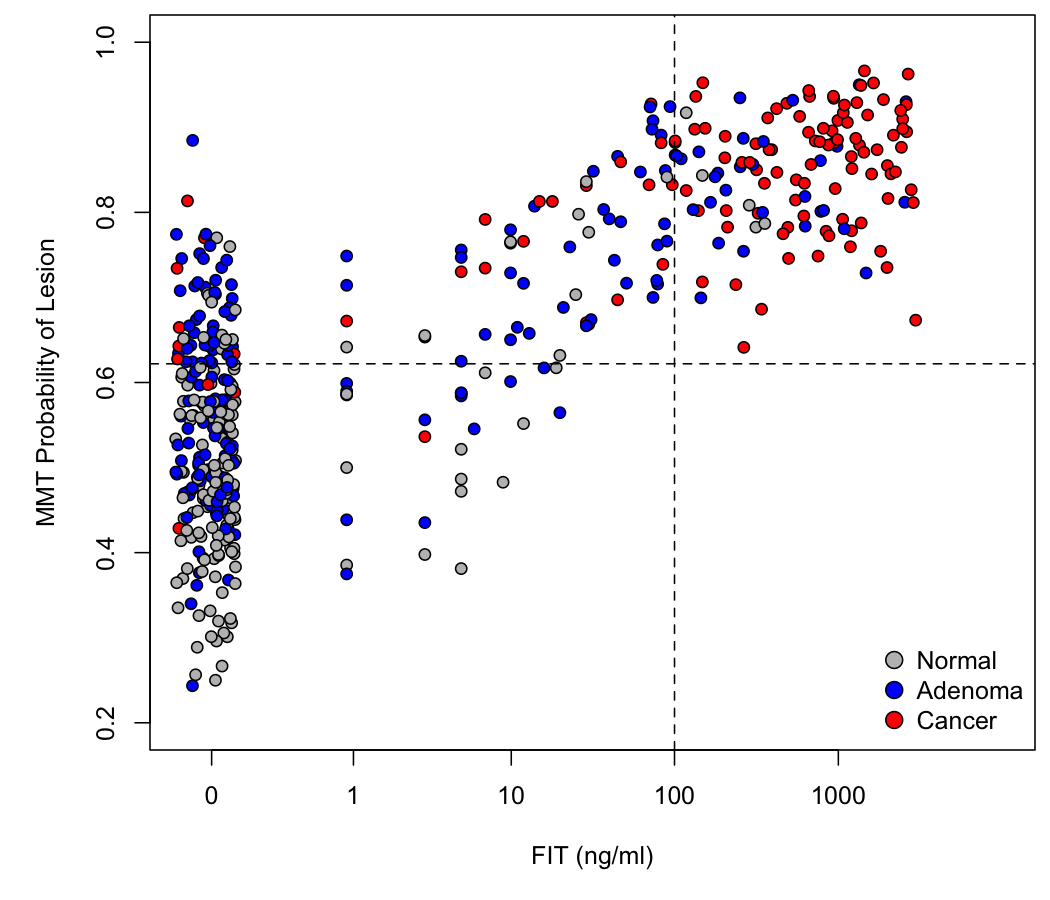 MMT Probability of Lesion
1.0
0.8
0.6
0.4
0.2
Normal
Adenoma
Cancer
0 1 10 100 1000
FIT (ng/ml)